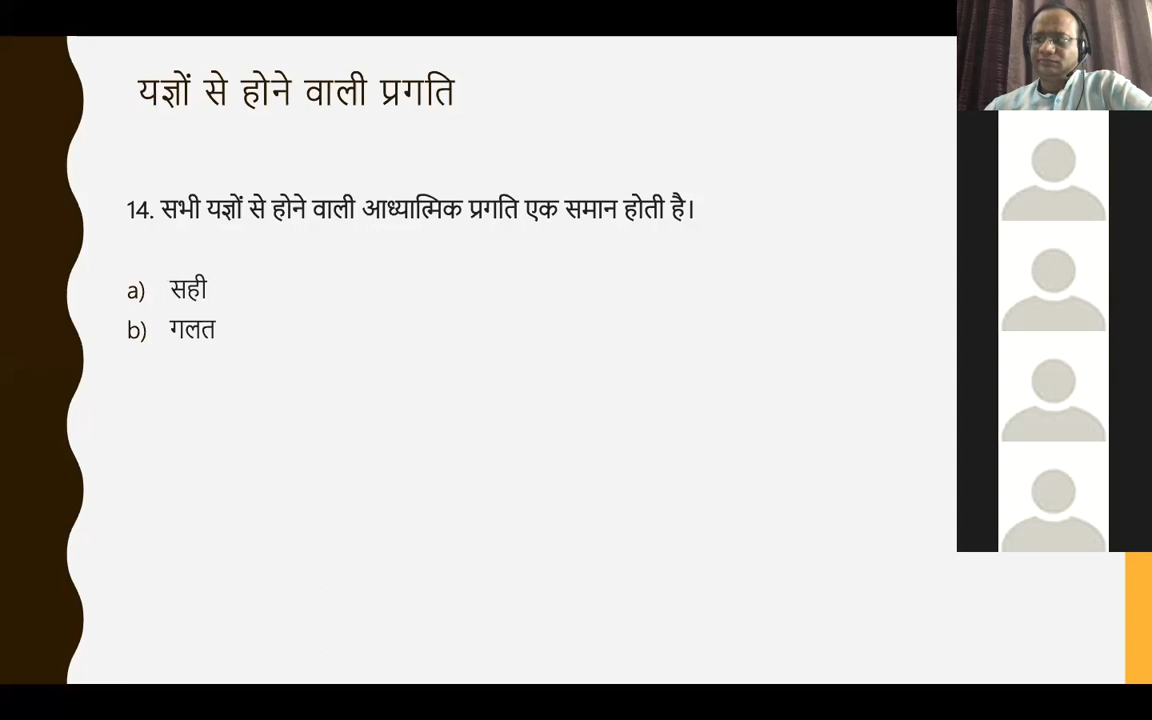 यज्ञों से होने वाली प्रगति
14. सभी यज्ञों से होने वाली आध्यात्मिक प्रगति एक समान होती है।
a) सही
b) गलत